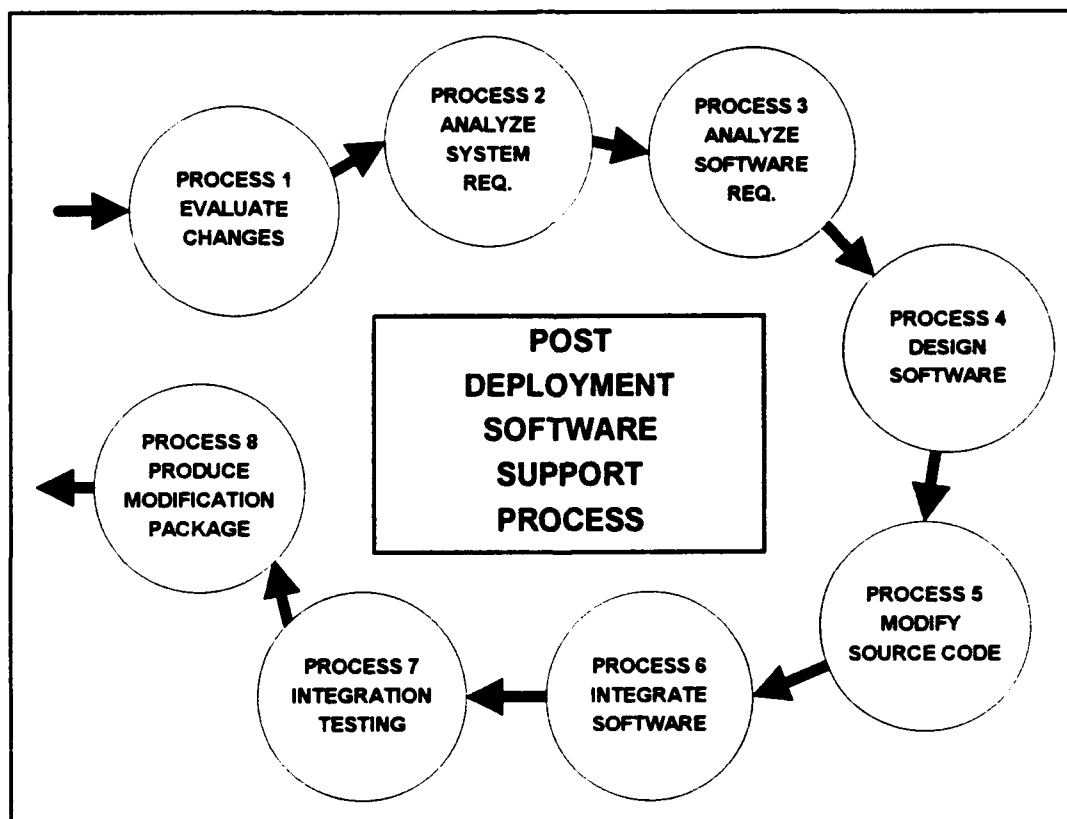 PROCESS 1
EVALUATE
CHANGES
PROCESS 2
ANALYZE
SYSTEM
REQ.
PROCESS 3
ANALYZE
SOFTWARE
REQ.
PROCESS 4
DESIGN
SOFTWARE
PROCESS 5
MODIFY
SOURCE CODE
PROCESS 6
INTEGRATE
SOFTWARE
PROCESS 7
INTEGRATION
TESTING
PROCESS 8
PRODUCE
MODIFICATION
PACKAGE
POST
DEPLOYMENT
SOFTWARE
SUPPORT
PROCESS